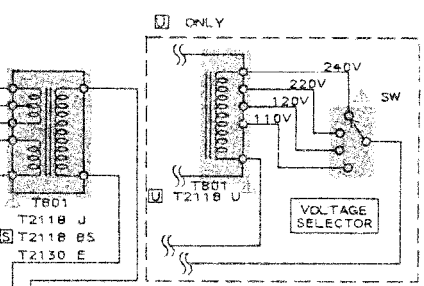 U ONLY
240V
220V
120V
110V
SW
T801
T2118 J
S T2118 BS
T2130 E
T801
U T2118 U
VOLTAGE
SELECTOR